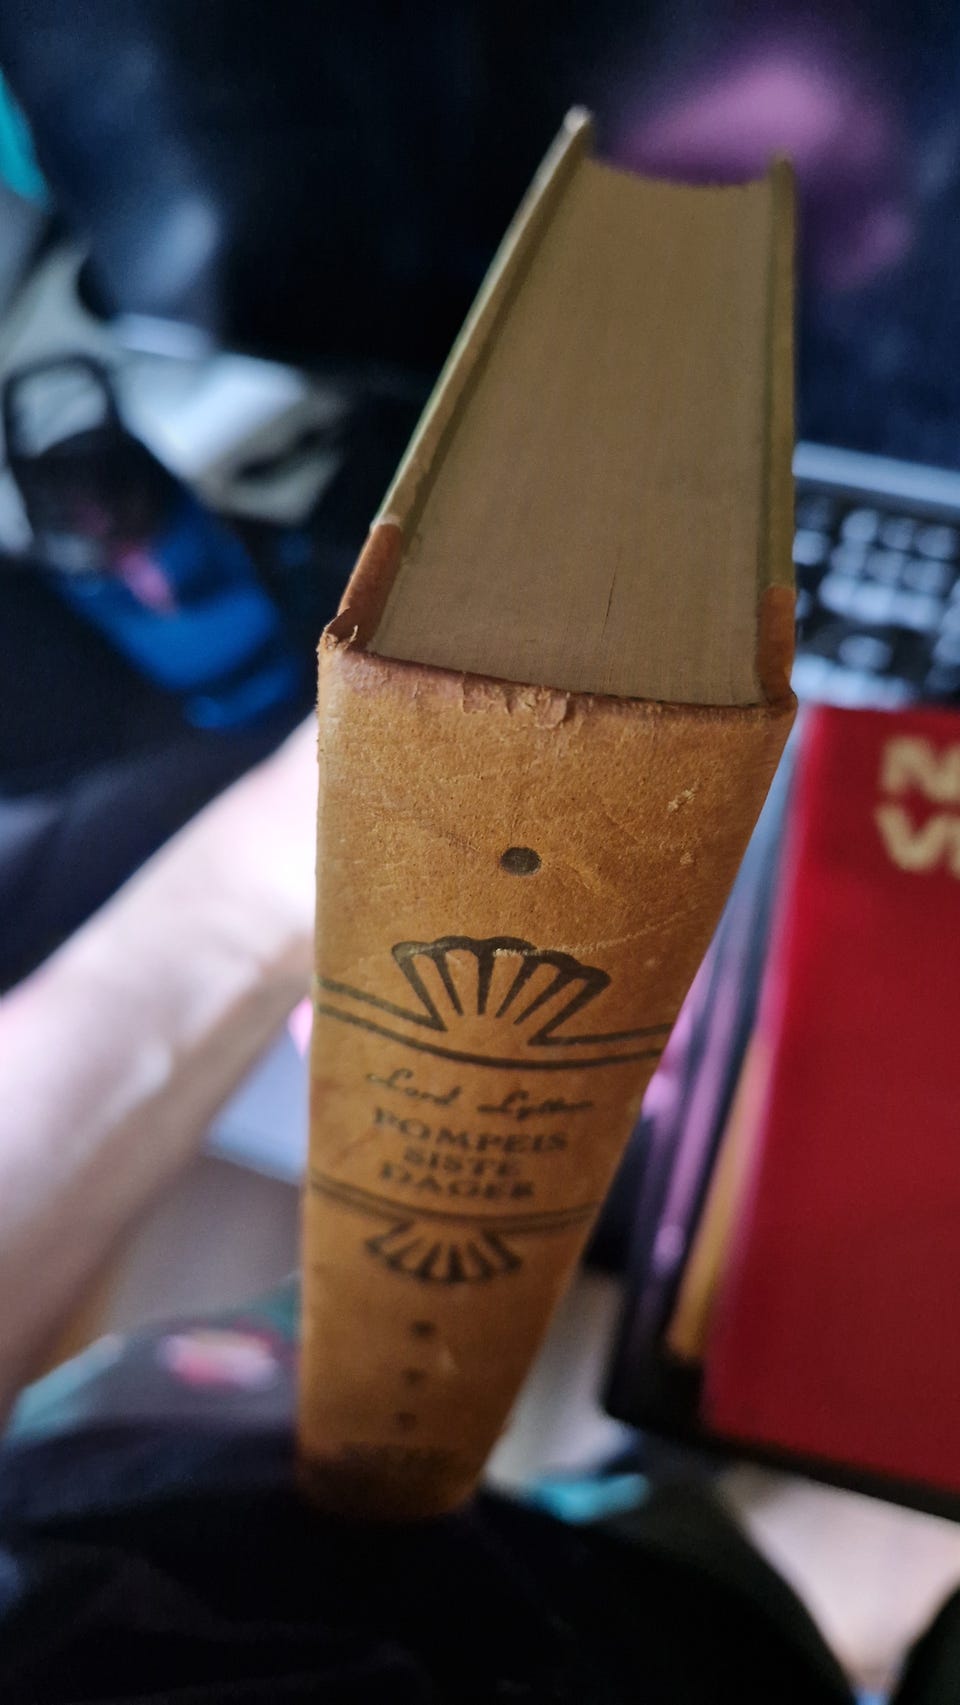 Lord Lytton
POMPEIS
SISTE
DAGER
N
V